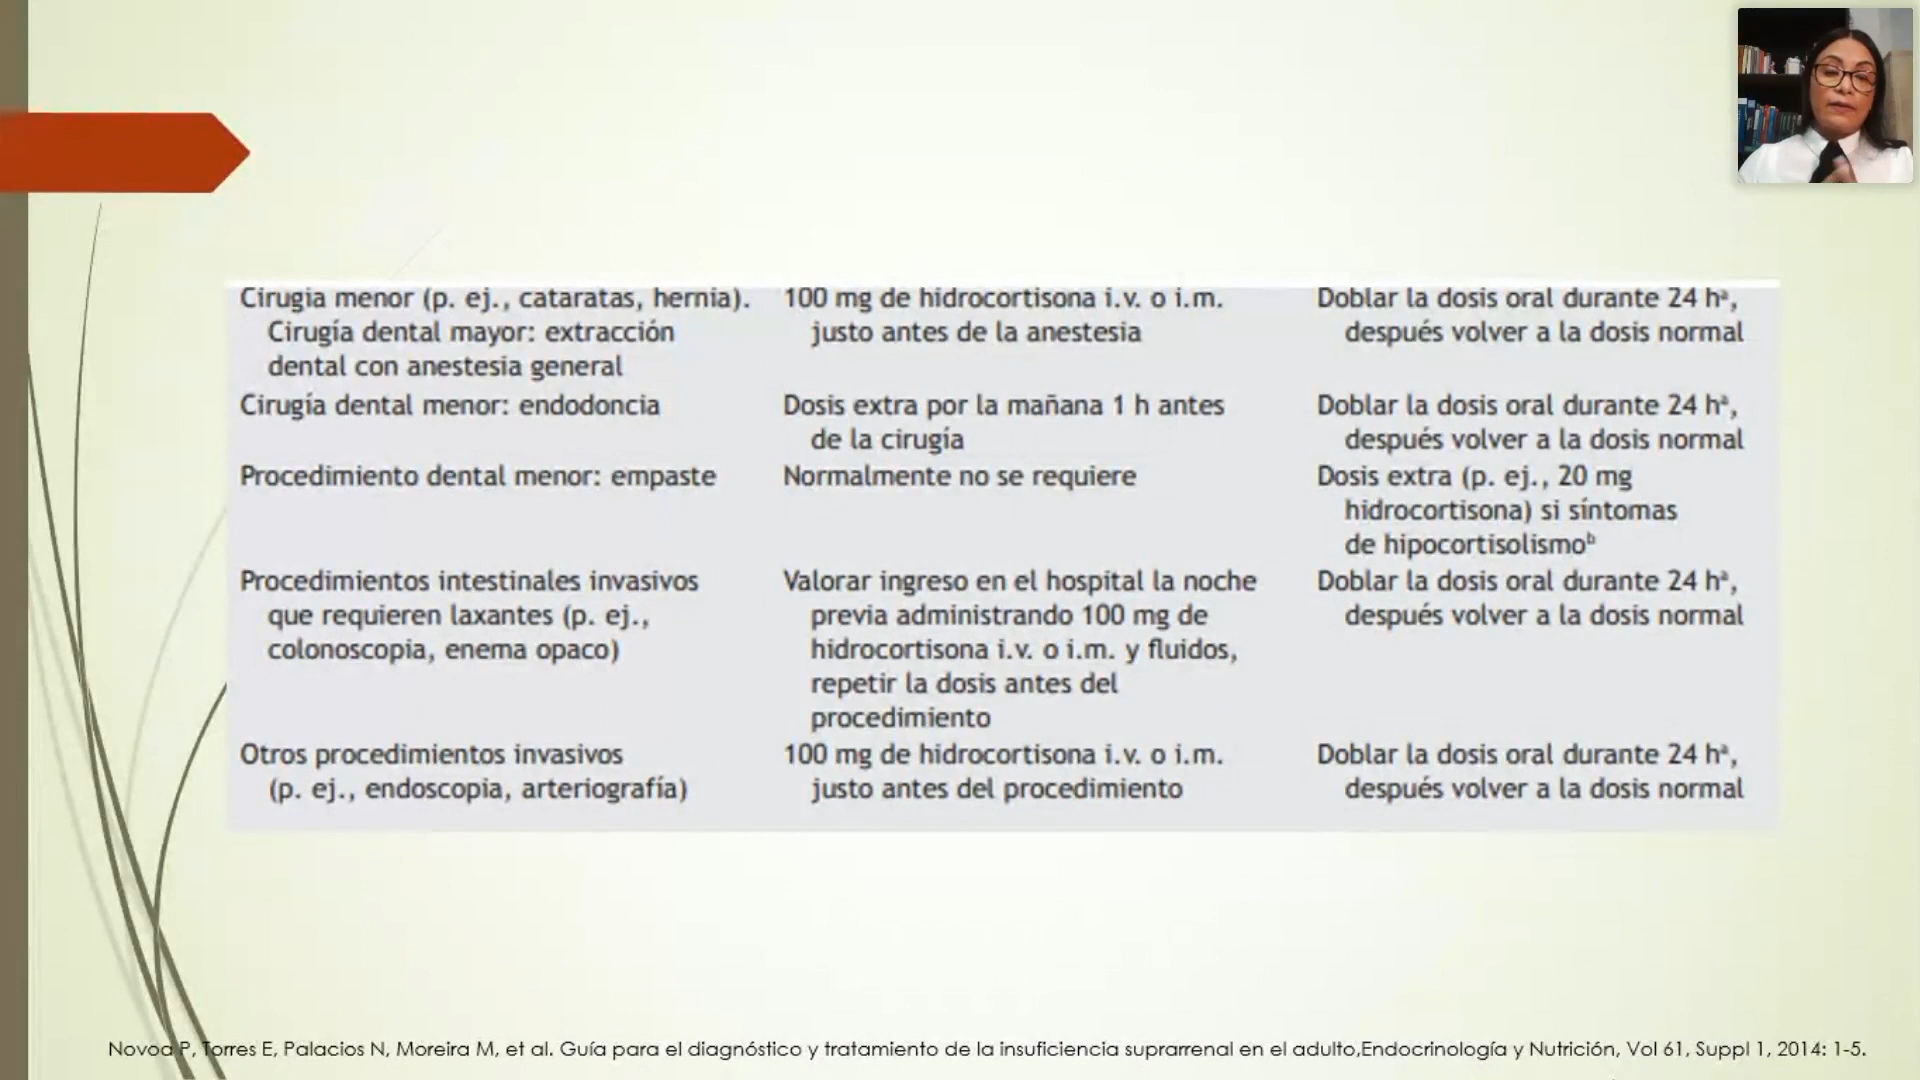 Cirugía menor (p. ej., cataratas, hernia).
Cirugía dental mayor: extracción
dental con anestesia general
100 mg de hidrocortisona i.v. o i.m.
justo antes de la anestesia
Doblar la dosis oral durante 24 hª,
después volver a la dosis normal
Cirugía dental menor: endodoncia
Dosis extra por la mañana 1 h antes
de la cirugía
Doblar la dosis oral durante 24 hª,
después volver a la dosis normal
Procedimiento dental menor: empaste
Normalmente no se requiere
Dosis extra (p. ej., 20 mg
hidrocortisona) si síntomas
de hipocortisolismoᵇ
Procedimientos intestinales invasivos
que requieren laxantes (p. ej.,
colonoscopia, enema opaco)
Valorar ingreso en el hospital la noche
previa administrando 100 mg de
hidrocortisona i.v. o i.m. y fluidos,
repetir la dosis antes del
procedimiento
Doblar la dosis oral durante 24 hª,
después volver a la dosis normal
Otros procedimientos invasivos
(p. ej., endoscopia, arteriografía)
100 mg de hidrocortisona i.v. o i.m.
justo antes del procedimiento
Doblar la dosis oral durante 24 hª,
después volver a la dosis normal
Novoa P, Torres E, Palacios N, Moreira M, et al. Guía para el diagnóstico y tratamiento de la insuficiencia suprarrenal en el adulto,Endocrinología y Nutrición, Vol 61, Suppl 1, 2014: 1-5.